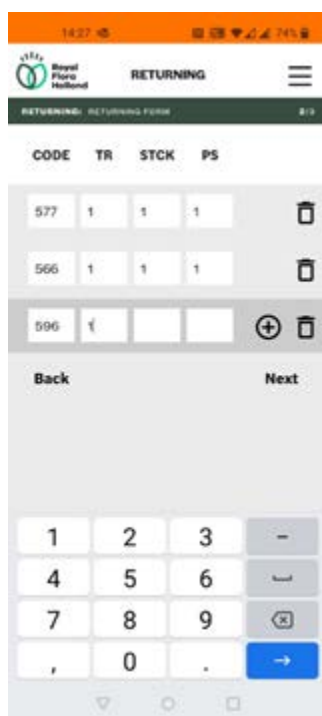 14:27 74%
Royal
Flora
Holland
RETURNING
RETURNING: RETURNING FORM 2/3
CODE TR STCK PS
577 1 1 1
566 1 1 1
596 1
Back Next
1 2 3 -
4 5 6
7 8 9
, 0 .